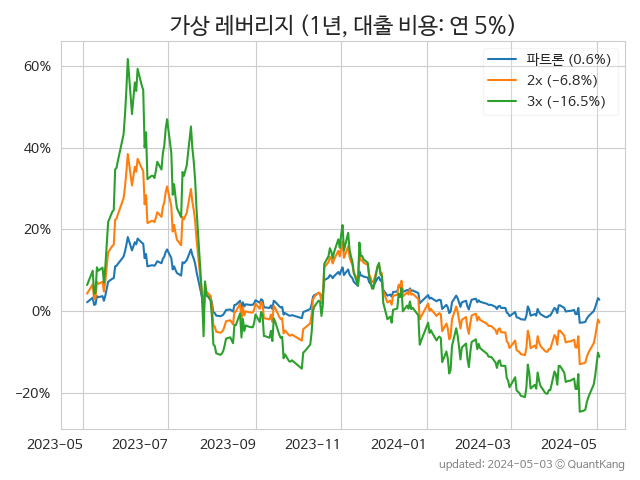 가상 레버리지 (1년, 대출 비용: 연 5%)
파트론 (0.6%)
2x (−6.8%)
3x (−16.5%)
60%
40%
20%
0%
−20%
2023-05
2023-07
2023-09
2023-11
2024-01
2024-03
2024-05
updated: 2024-05-03 © QuantKang